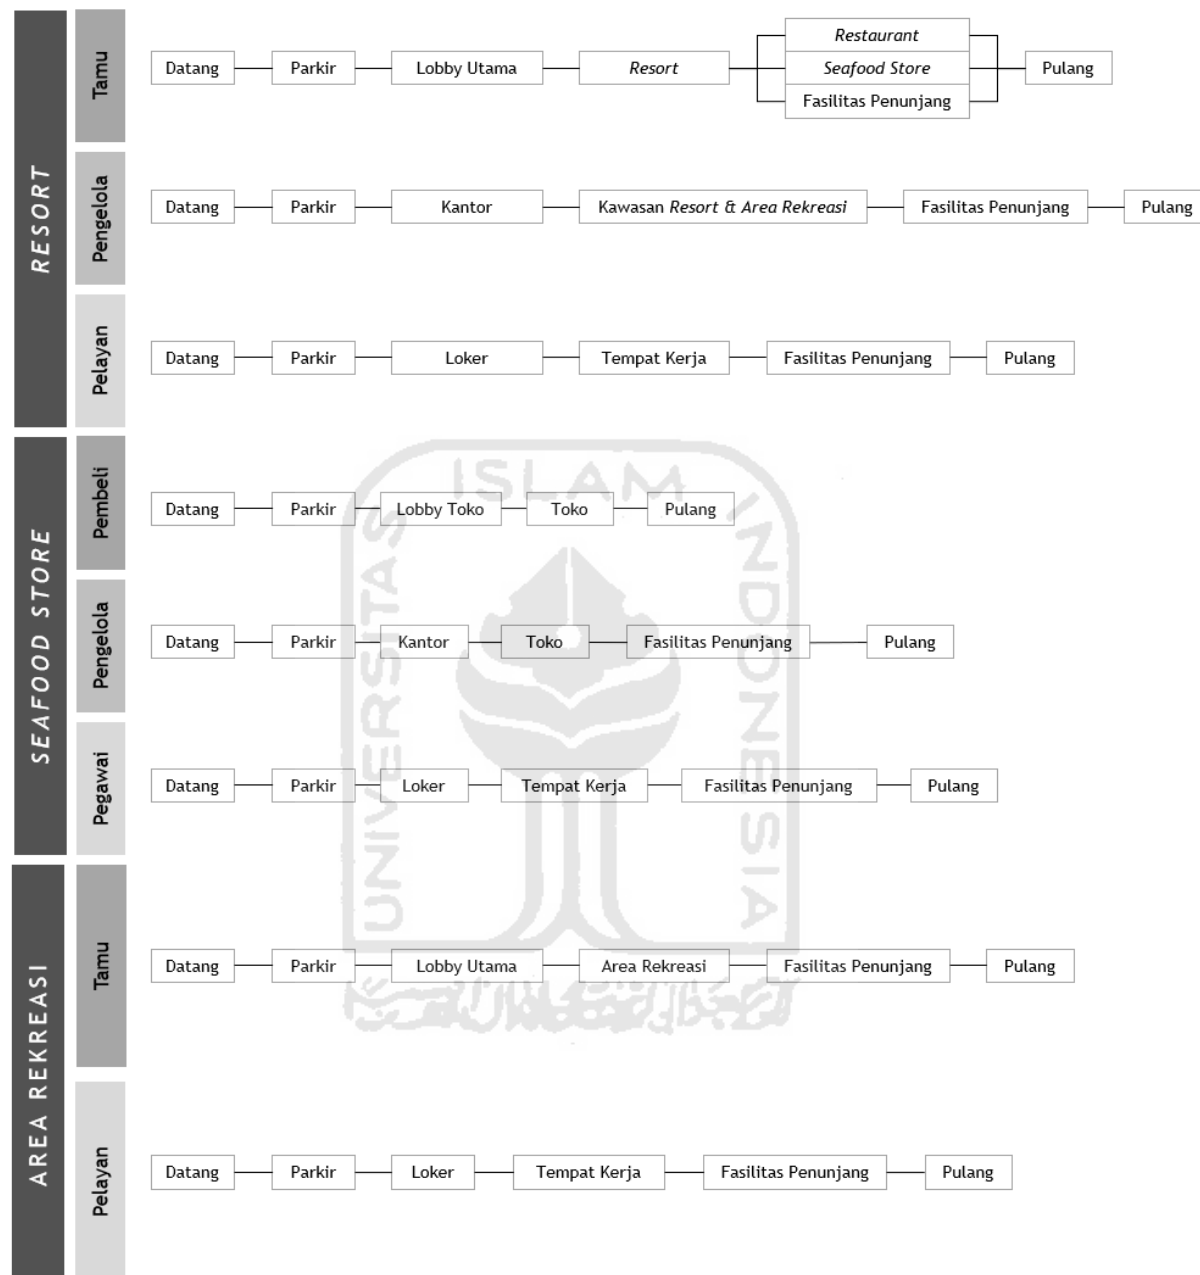 RESORT
Tamu
Datang Parkir Lobby Utama Resort Restaurant
Seafood Store
Fasilitas Penunjang
Pulang
Pengelola
Datang Parkir Kantor Kawasan Resort & Area Rekreasi Fasilitas Penunjang Pulang
Pelayan
Datang Parkir Loker Tempat Kerja Fasilitas Penunjang Pulang
SEAFOOD STORE
Pembeli
Datang Parkir Lobby Toko Toko Pulang
Pengelola
Datang Parkir Kantor Toko Fasilitas Penunjang Pulang
Pegawai
Datang Parkir Loker Tempat Kerja Fasilitas Penunjang Pulang
AREA REKREASI
Tamu
Datang Parkir Lobby Utama Area Rekreasi Fasilitas Penunjang Pulang
Pelayan
Datang Parkir Loker Tempat Kerja Fasilitas Penunjang Pulang
UNIVERSITAS
ISLAM
INDONESIA